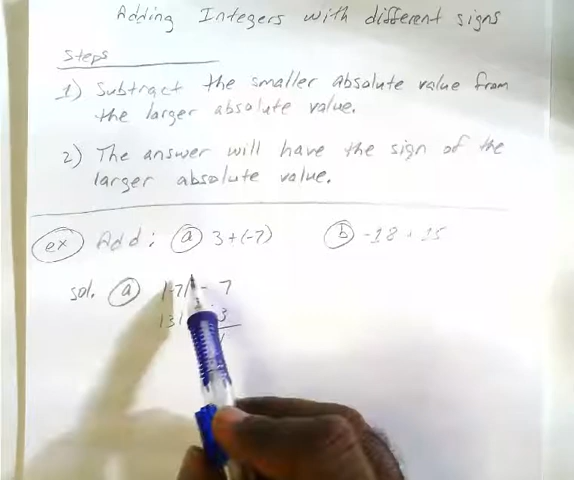 Adding Integers with different signs
Steps
1) Subtract the smaller absolute value from
the larger absolute value.
2) The answer will have the sign of the
larger absolute value.
ex Add: a 3+(-7) b -18 + 15
sol. a |-7| = 7
|3| 3